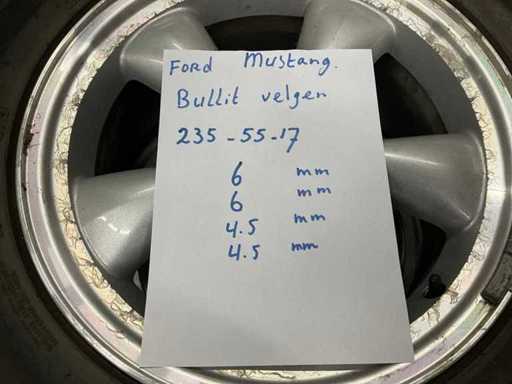 Ford Mustang.
Bullit velgen
235-55-17
6 mm
6 mm
4.5 mm
4.5 mm